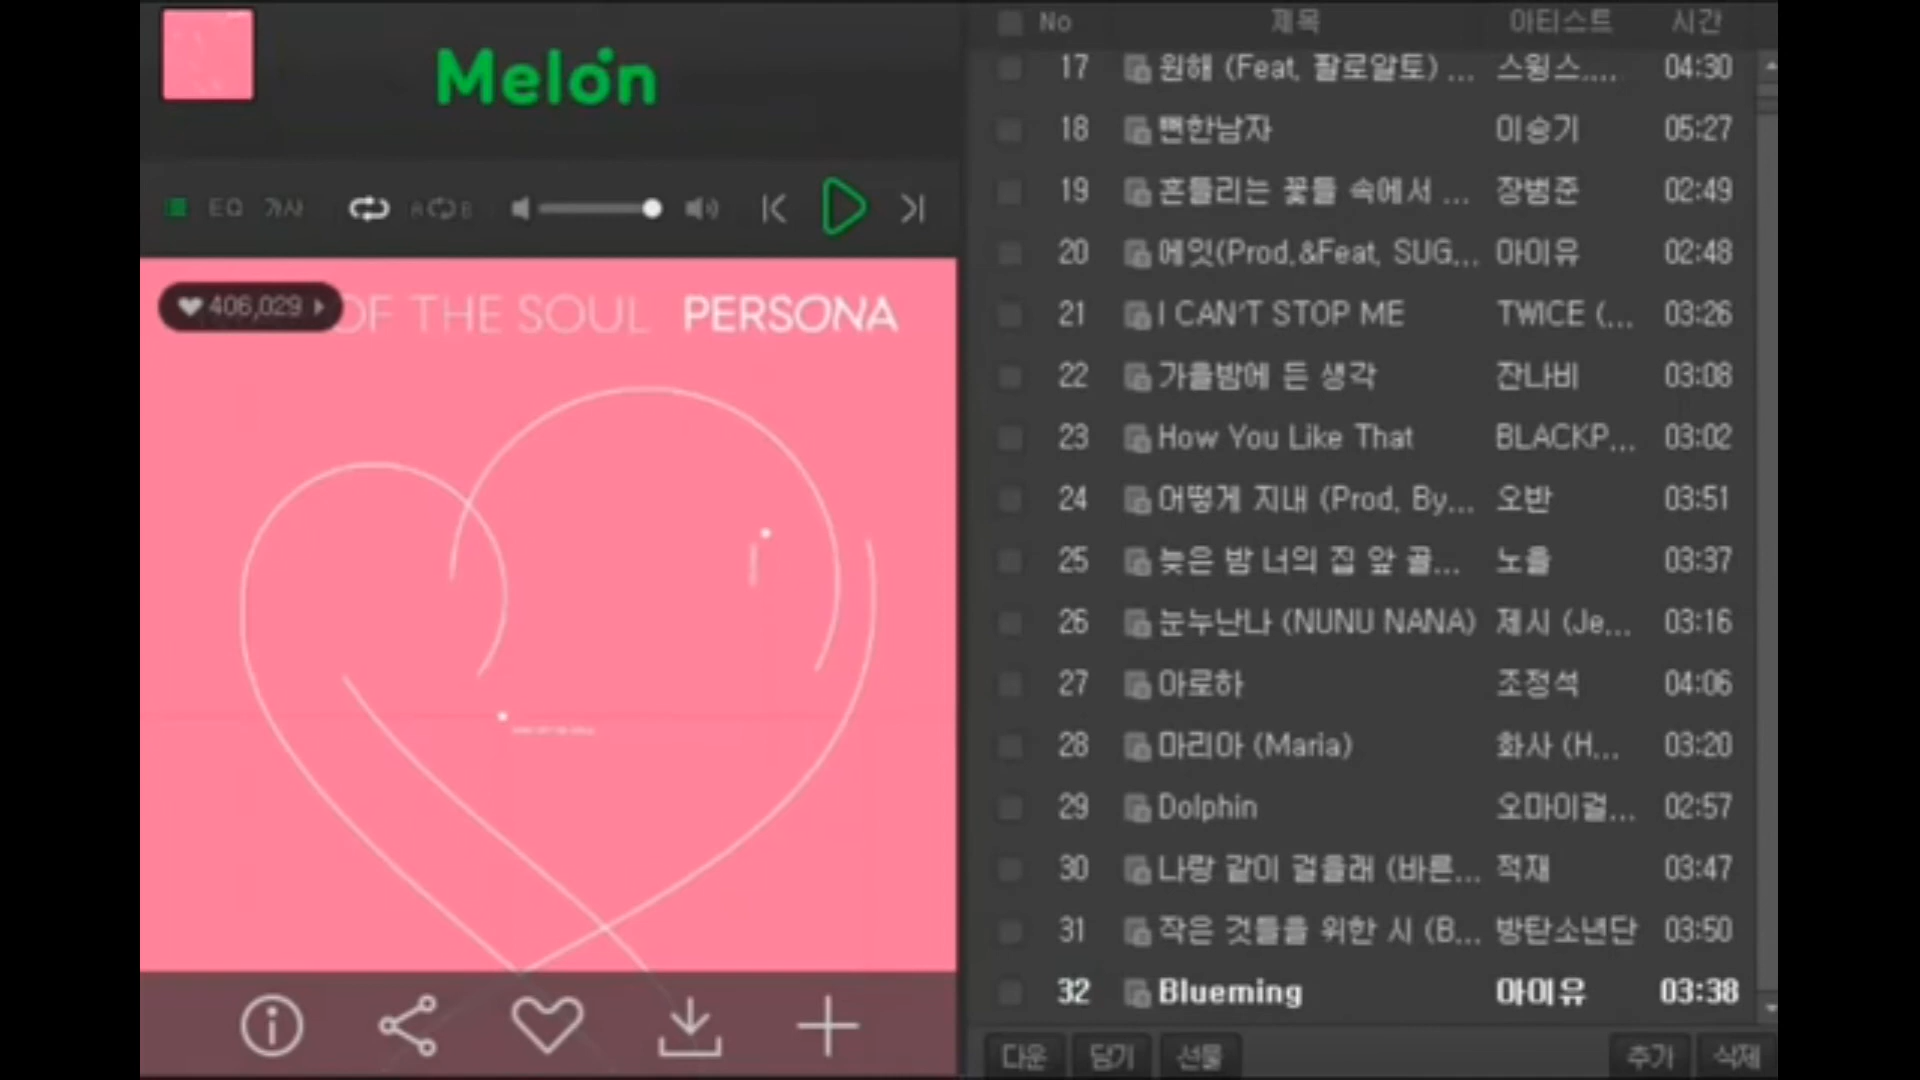 Melon
EQ 가사
A B
406,029
OF THE SOUL PERSONA
No 제목 아티스트 시간
17 원해 (Feat. 팔로알토) ... 스윙스.... 04:30
18 뻔한남자 이승기 05:27
19 흔들리는 꽃들 속에서 ... 장범준 02:49
20 에잇(Prod.&Feat. SUG... 아이유 02:48
21 I CAN'T STOP ME TWICE (... 03:26
22 가을밤에 든 생각 잔나비 03:08
23 How You Like That BLACKP... 03:02
24 어떻게 지내 (Prod. By... 오반 03:51
25 늦은 밤 너의 집 앞 골... 노을 03:37
26 눈누난나 (NUNU NANA) 제시 (Je... 03:16
27 아로하 조정석 04:06
28 마리아 (Maria) 화사 (H... 03:20
29 Dolphin 오마이걸... 02:57
30 나랑 같이 걸을래 (바른... 적재 03:47
31 작은 것들을 위한 시 (B... 방탄소년단 03:50
32 Blueming 아이유 03:38
다운 담기 선물 추가 삭제